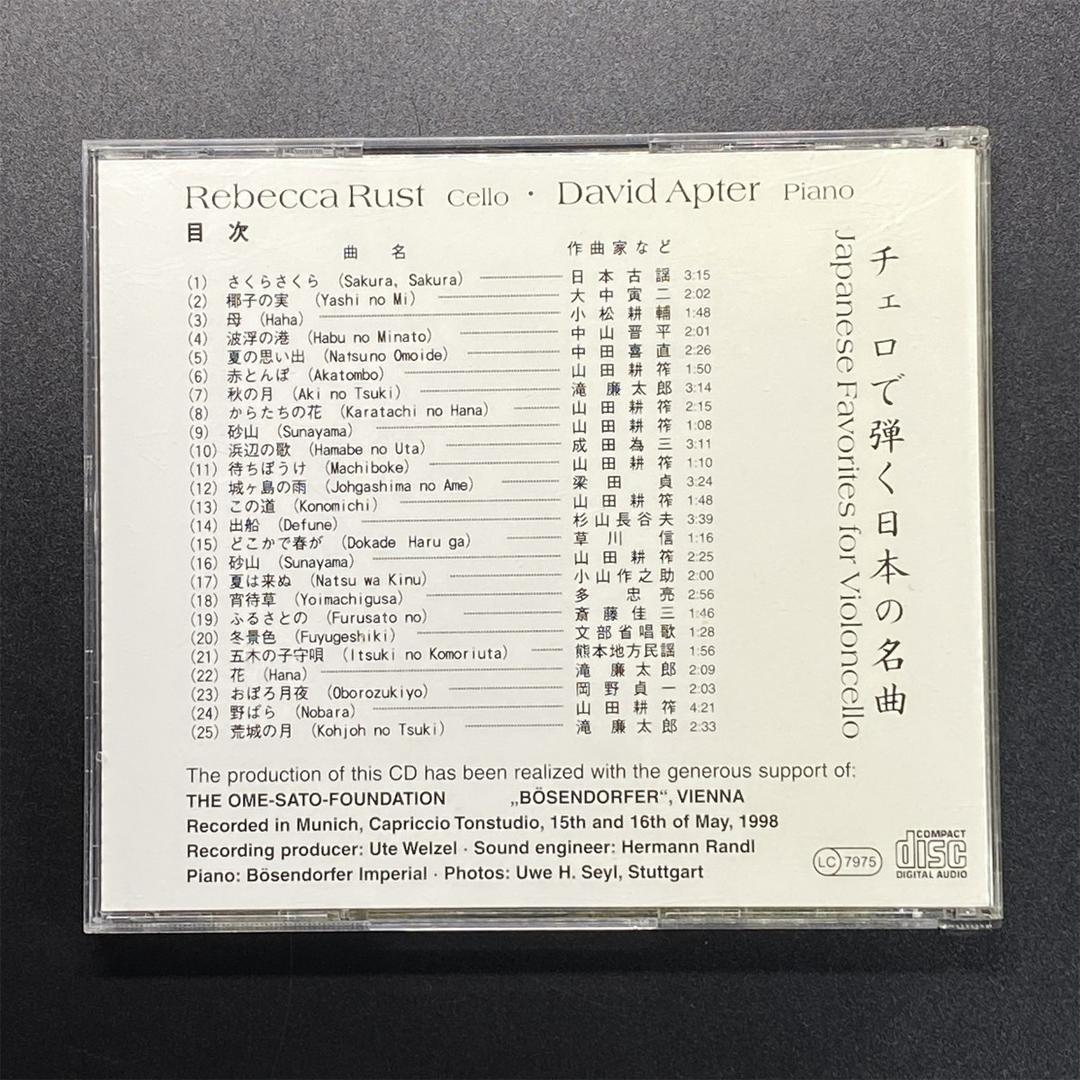 Rebecca Rust Cello · David Apter Piano
目 次
曲 名 作曲家など
(1) さくらさくら (Sakura, Sakura) 日本古謡 3:15
(2) 椰子の実 (Yashi no Mi) 大中寅二 2:02
(3) 母 (Haha) 小松耕輔 1:48
(4) 波浮の港 (Habu no Minato) 中山晋平 2:01
(5) 夏の思い出 (Natsuno Omoide) 中田喜直 2:26
(6) 赤とんぼ (Akatombo) 山田耕筰 1:50
(7) 秋の月 (Aki no Tsuki) 滝廉太郎 3:14
(8) からたちの花 (Karatachi no Hana) 山田耕筰 2:15
(9) 砂山 (Sunayama) 山田耕筰 1:08
(10) 浜辺の歌 (Hamabe no Uta) 成田為三 3:11
(11) 待ちぼうけ (Machiboke) 山田耕筰 1:10
(12) 城ヶ島の雨 (Johgashima no Ame) 梁田貞 3:24
(13) この道 (Konomichi) 山田耕筰 1:48
(14) 出船 (Defune) 杉山長谷夫 3:39
(15) どこかで春が (Dokade Haru ga) 草川信 1:16
(16) 砂山 (Sunayama) 山田耕筰 2:25
(17) 夏は来ぬ (Natsu wa Kinu) 小山作之助 2:00
(18) 宵待草 (Yoimachigusa) 多忠亮 2:56
(19) ふるさとの (Furusato no) 斎藤佳三 1:46
(20) 冬景色 (Fuyugeshiki) 文部省唱歌 1:28
(21) 五木の子守唄 (Itsuki no Komoriuta) 熊本地方民謡 1:56
(22) 花 (Hana) 滝廉太郎 2:09
(23) おぼろ月夜 (Oborozukiyo) 岡野貞一 2:03
(24) 野ばら (Nobara) 山田耕筰 4:21
(25) 荒城の月 (Kohjoh no Tsuki) 滝廉太郎 2:33
チェロで弾く日本の名曲
Japanese Favorites for Violoncello
The production of this CD has been realized with the generous support of:
THE OME-SATO-FOUNDATION „BÖSENDORFER“, VIENNA
Recorded in Munich, Capriccio Tonstudio, 15th and 16th of May, 1998
Recording producer: Ute Welzel · Sound engineer: Hermann Randl
Piano: Bösendorfer Imperial · Photos: Uwe H. Seyl, Stuttgart
LC 7975
COMPACT
disc
DIGITAL AUDIO